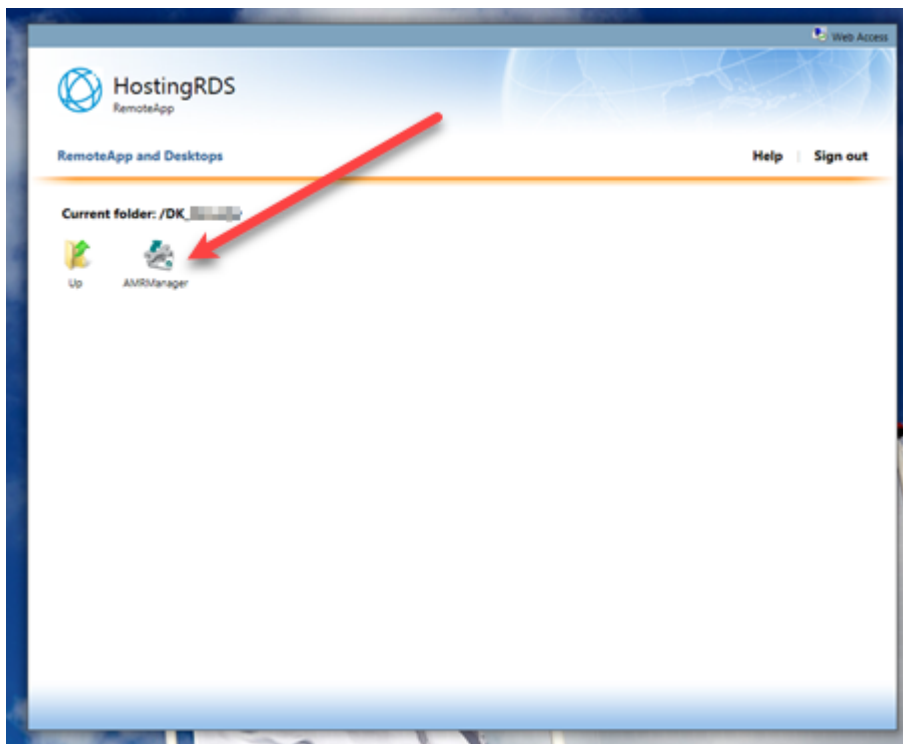 Web Access
HostingRDS
RemoteApp
RemoteApp and Desktops
Help | Sign out
Current folder: /DK_
Up
AMRManager